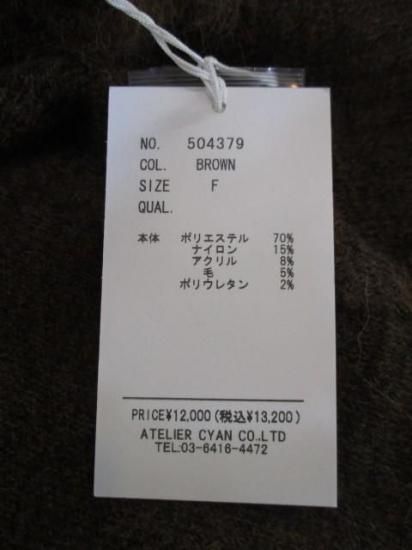 NO. 504379
COL. BROWN
SIZE F
QUAL.
本体 ポリエステル 70%
ナイロン 15%
アクリル 8%
毛 5%
ポリウレタン 2%
PRICE¥12,000(税込¥13,200)
ATELIER CYAN CO.,LTD
TEL:03-6416-4472